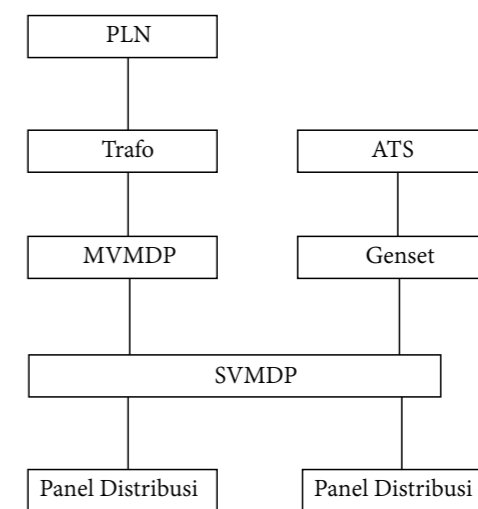 PLN
Trafo
ATS
MVMDP
Genset
SVMDP
Panel Distribusi
Panel Distribusi